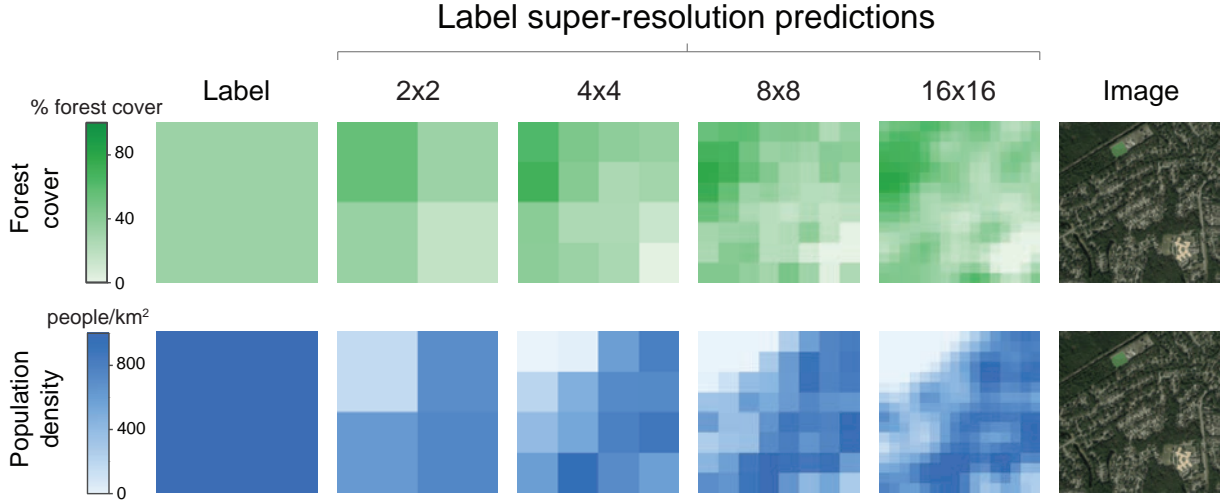 Label super-resolution predictions
Label
2x2
4x4
8x8
16x16
Image
% forest cover
80
40
0
Forest
cover
people/km²
800
400
0
Population
density